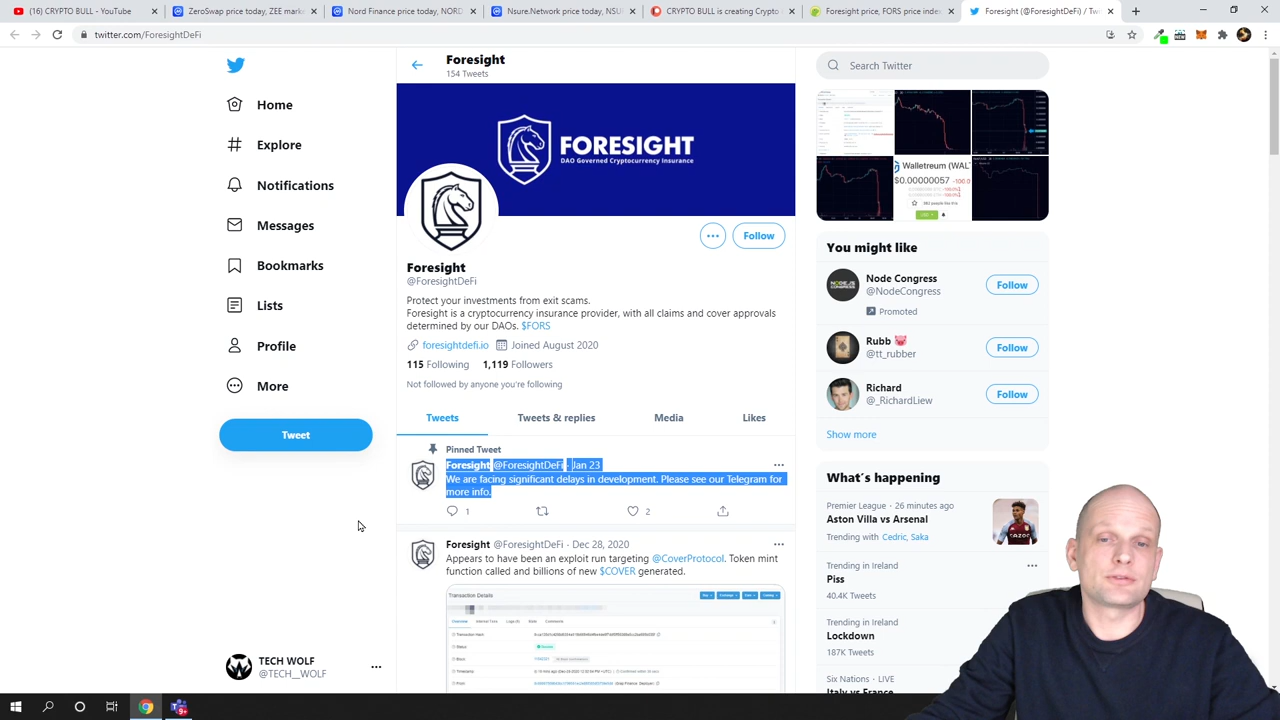 (16) CRYPTO BULL - YouTube
ZeroSwap price today, ZEE marke
Nord Finance price today, NORD
Nsure.Network price today, NSU
CRYPTO BULL is creating Crypto
Foresight price, FORS price inde
Foresight (@ForesightDeFi) / Twi
twitter.com/ForesightDeFi
Foresight
154 Tweets
Search Twitter
Home
Explore
Notifications
Messages
Bookmarks
Lists
Profile
More
Tweet
FORESIGHT
DAO Governed Cryptocurrency Insurance
Follow
Foresight
@ForesightDeFi
Protect your investments from exit scams.
Foresight is a cryptocurrency insurance provider, with all claims and cover approvals
determined by our DAOs. $FORS
foresightdefi.io Joined August 2020
115 Following 1,119 Followers
Not followed by anyone you're following
Tweets Tweets & replies Media Likes
Pinned Tweet
Foresight @ForesightDeFi · Jan 23
We are facing significant delays in development. Please see our Telegram for
more info.
1 2
Foresight @ForesightDeFi · Dec 28, 2020
Appears to have been an exploit run targeting @CoverProtocol. Token mint
function called and billions of new $COVER generated.
Transaction Details
Walletreum (WAL
$0.00000057 -100.0
You might like
Node Congress
@NodeCongress
Follow
Promoted
Rubb
@tt_rubber
Follow
Richard
@_RichardLiew
Follow
Show more
What's happening
Premier League · 26 minutes ago
Aston Villa vs Arsenal
Trending with Cedric, Saka
Trending in Ireland
Piss
40.4K Tweets
Trending in Ireland
Lockdown
187K Tweets
Six Nations · LIVE
Italy vs France
TECH WOLF